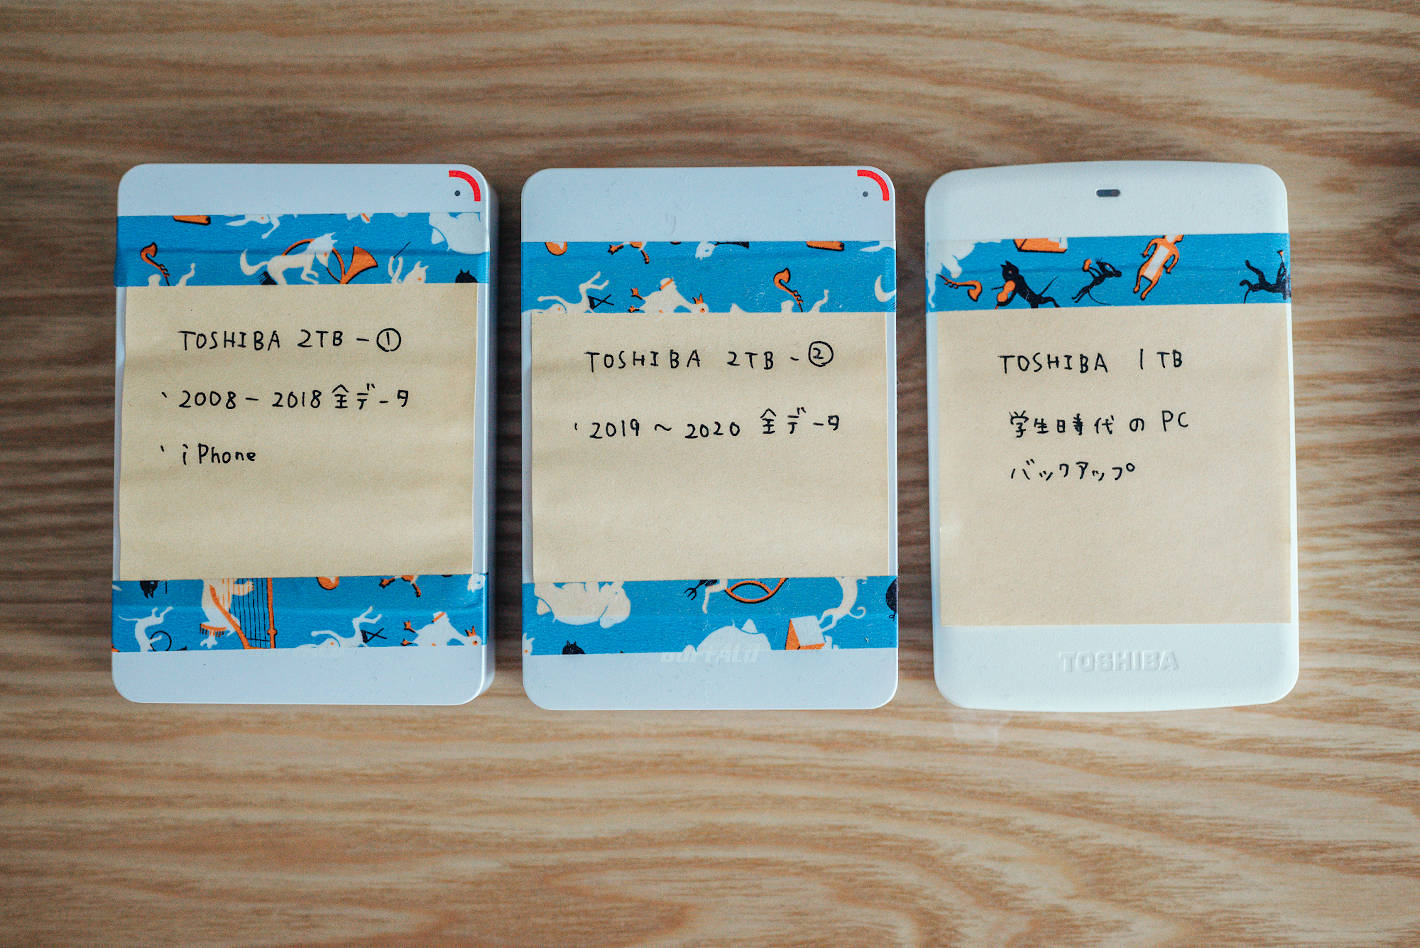 TOSHIBA 2TB - ①
、2008 - 2018 全データ
、iPhone
TOSHIBA 2TB - ②
、2019 〜 2020 全データ
BUFFALO
TOSHIBA 1TB
学生時代の PC
バックアップ
TOSHIBA